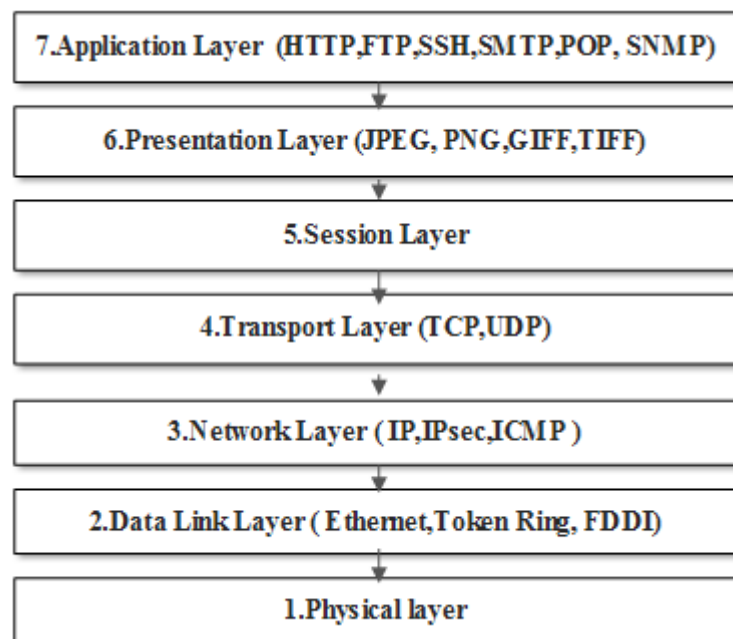 7.Application Layer (HTTP,FTP,SSH,SMTP,POP, SNMP)
6.Presentation Layer (JPEG, PNG,GIFF,TIFF)
5.Session Layer
4.Transport Layer (TCP,UDP)
3.Network Layer ( IP,IPsec,ICMP )
2.Data Link Layer ( Ethernet,Token Ring, FDDI)
1.Physical layer